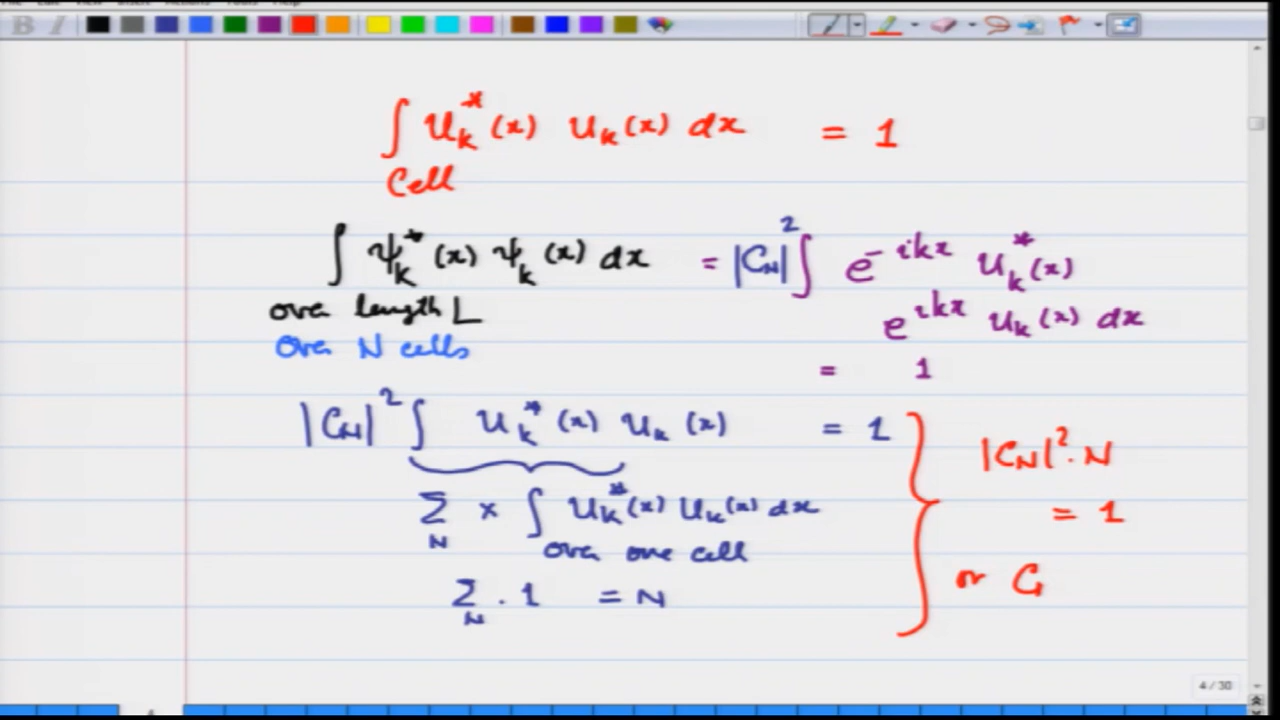 ∫ U_k^*(x) U_k(x) dx = 1
Cell
∫ ψ_k^*(x) ψ_k(x) dx = |C_N|^2 ∫ e^{-ikx} U_k^*(x)
over length L
e^{ikx} U_k(x) dx
Over N cells
= 1
|C_N|^2 ∫ U_k^*(x) U_k(x) = 1
|C_N|^2 . N
Σ_N × ∫ U_k^*(x) U_k(x) dx
= 1
over one cell
or C
Σ_N . 1 = N
4 / 30